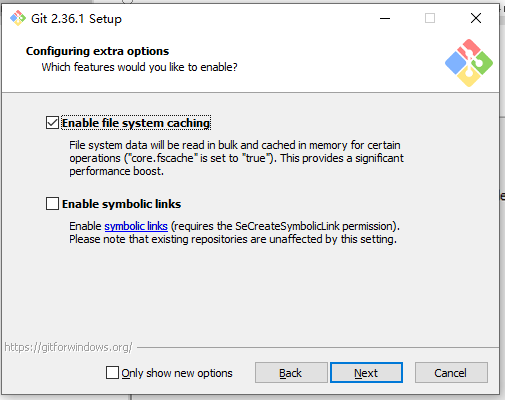 Git 2.36.1 Setup
Configuring extra options
Which features would you like to enable?
Enable file system caching
File system data will be read in bulk and cached in memory for certain
operations ("core.fscache" is set to "true"). This provides a significant
performance boost.
Enable symbolic links
Enable symbolic links (requires the SeCreateSymbolicLink permission).
Please note that existing repositories are unaffected by this setting.
https://gitforwindows.org/
Only show new options
Back
Next
Cancel